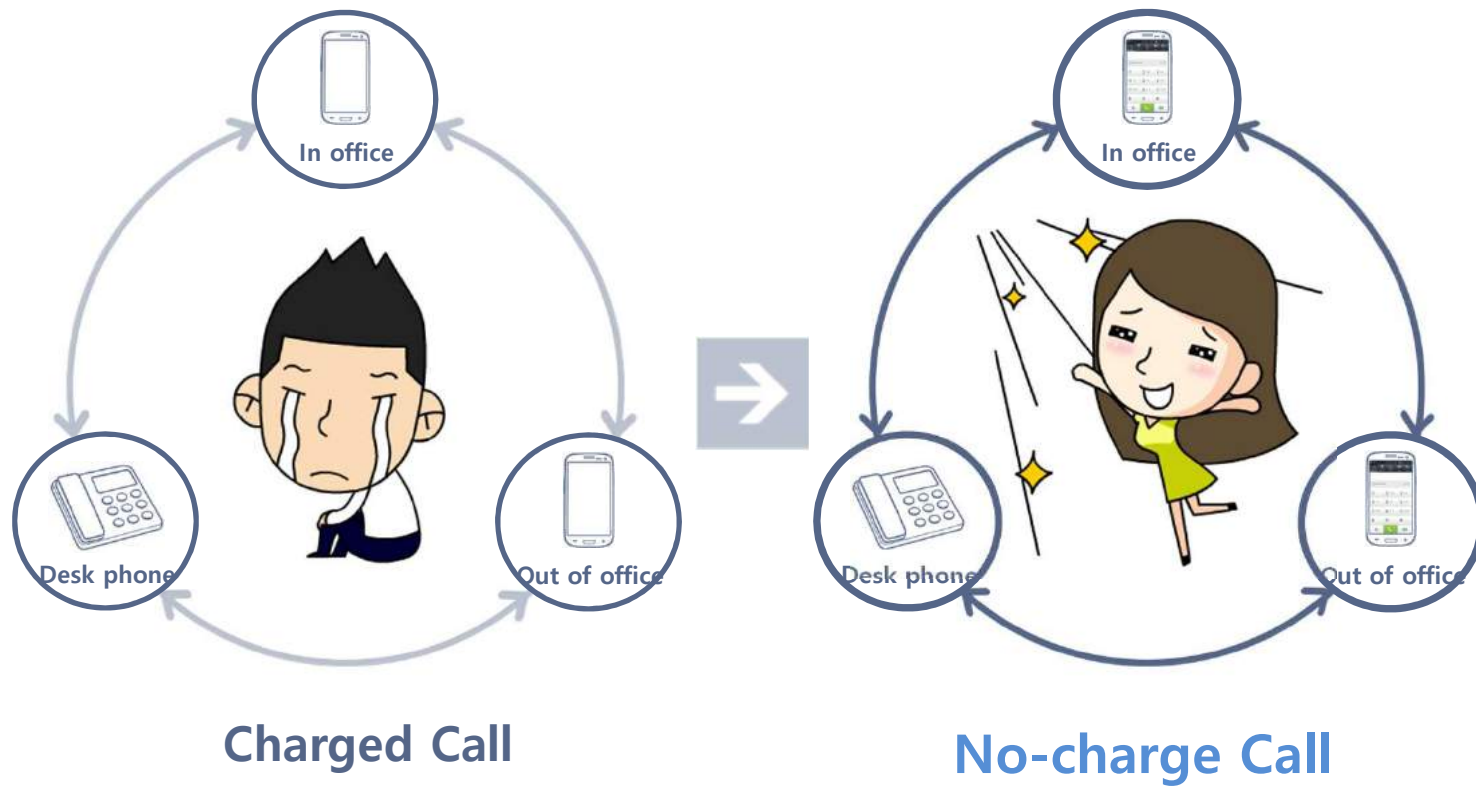 In office
In office
Desk phone
Out of office
Desk phone
Out of office
Charged Call
No-charge Call